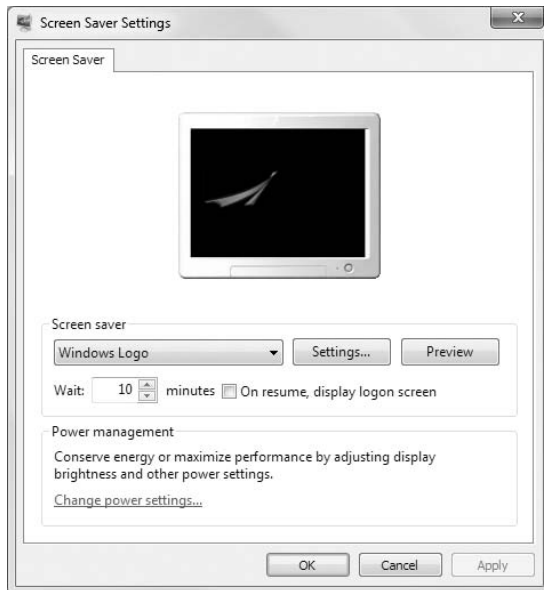 Screen Saver Settings
Screen Saver
Screen saver
Windows Logo
Settings...
Preview
Wait:
10
minutes
On resume, display logon screen
Power management
Conserve energy or maximize performance by adjusting display
brightness and other power settings.
Change power settings...
OK
Cancel
Apply